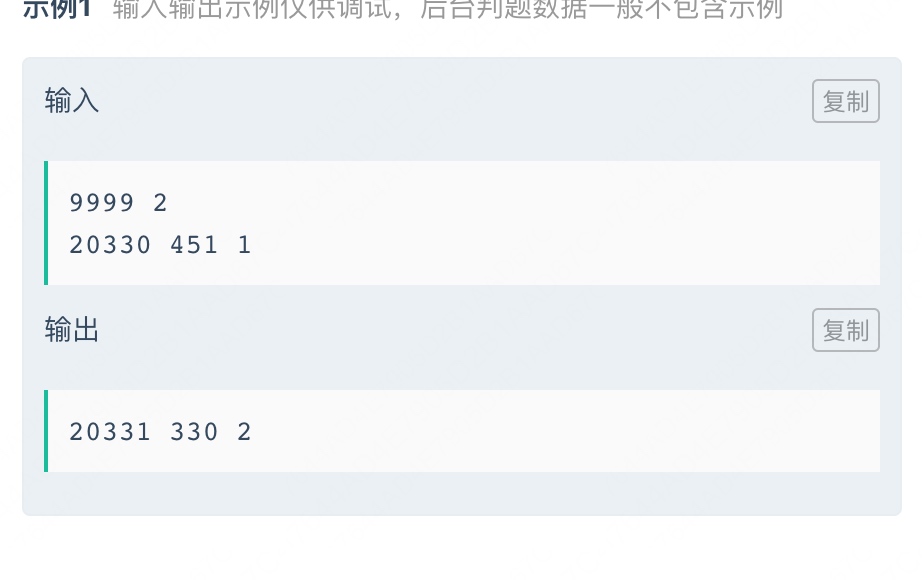 示例1 输入输出示例仅供调试，后台判题数据一般不包含示例
输入
复制
9999 2
20330 451 1
输出
复制
20331 330 2